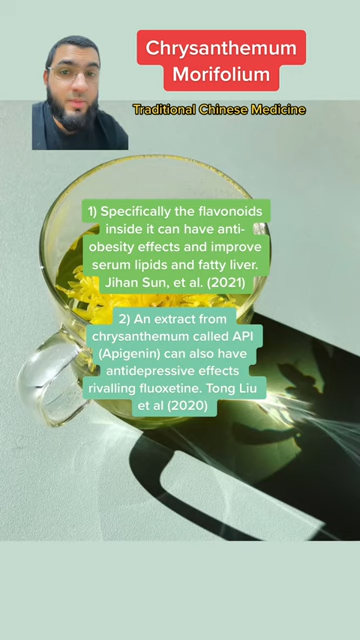 Chrysanthemum
Morifolium
Traditional Chinese Medicine
1) Specifically the flavonoids
inside it can have anti-
obesity effects and improve
serum lipids and fatty liver.
Jihan Sun, et al. (2021)
2) An extract from
chrysanthemum called API
(Apigenin) can also have
antidepressive effects
rivalling fluoxetine. Tong Liu
et al (2020)